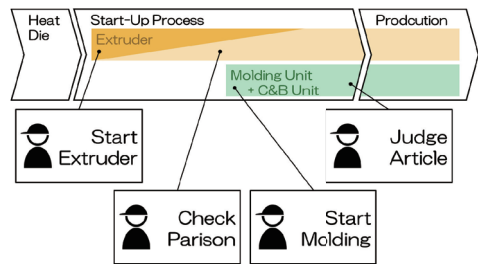 Heat
Die
Start-Up Process
Prodcution
Extruder
Molding Unit
+ C&B Unit
Start
Extruder
Judge
Article
Check
Parison
Start
Molding